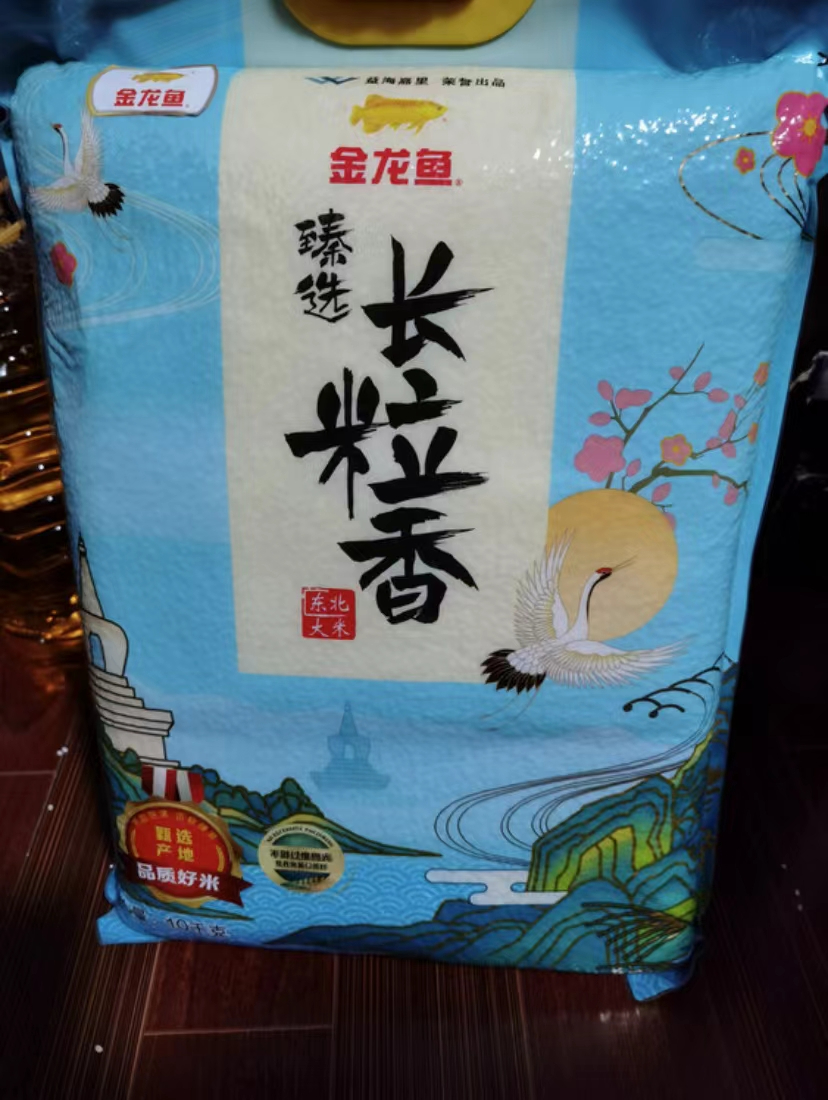 金龙鱼
益海嘉里 荣誉出品
金龙鱼
臻选
长粒香
东北
大米
甄选
产地
品质好米
10千克